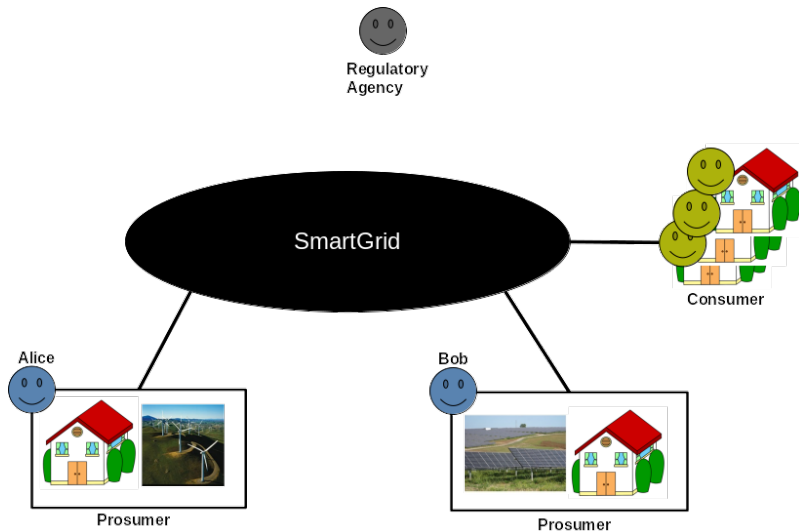 Regulatory
Agency
SmartGrid
Consumer
Alice
Bob
Prosumer
Prosumer